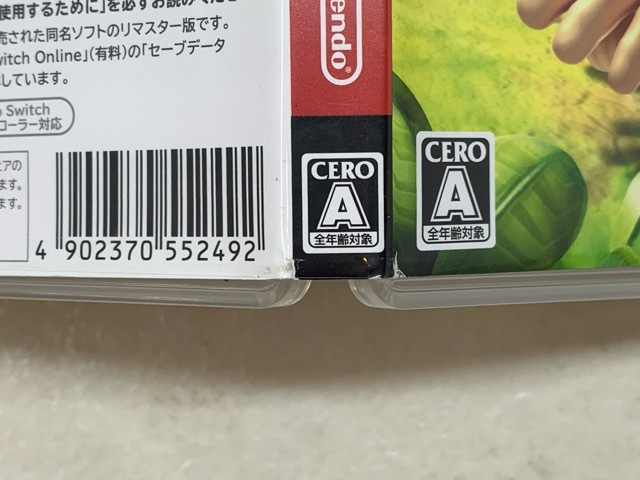 使用するために」を必ずお読みくだ
売された同名ソフトのリマスター版です。
witch Online」(有料)の「セーブデータ
しています。
Switch
コーラー対応
ェアの
ます。
ます。
4 902370 552492
Nintendo
CERO
A
全年齢対象
CERO
A
全年齢対象